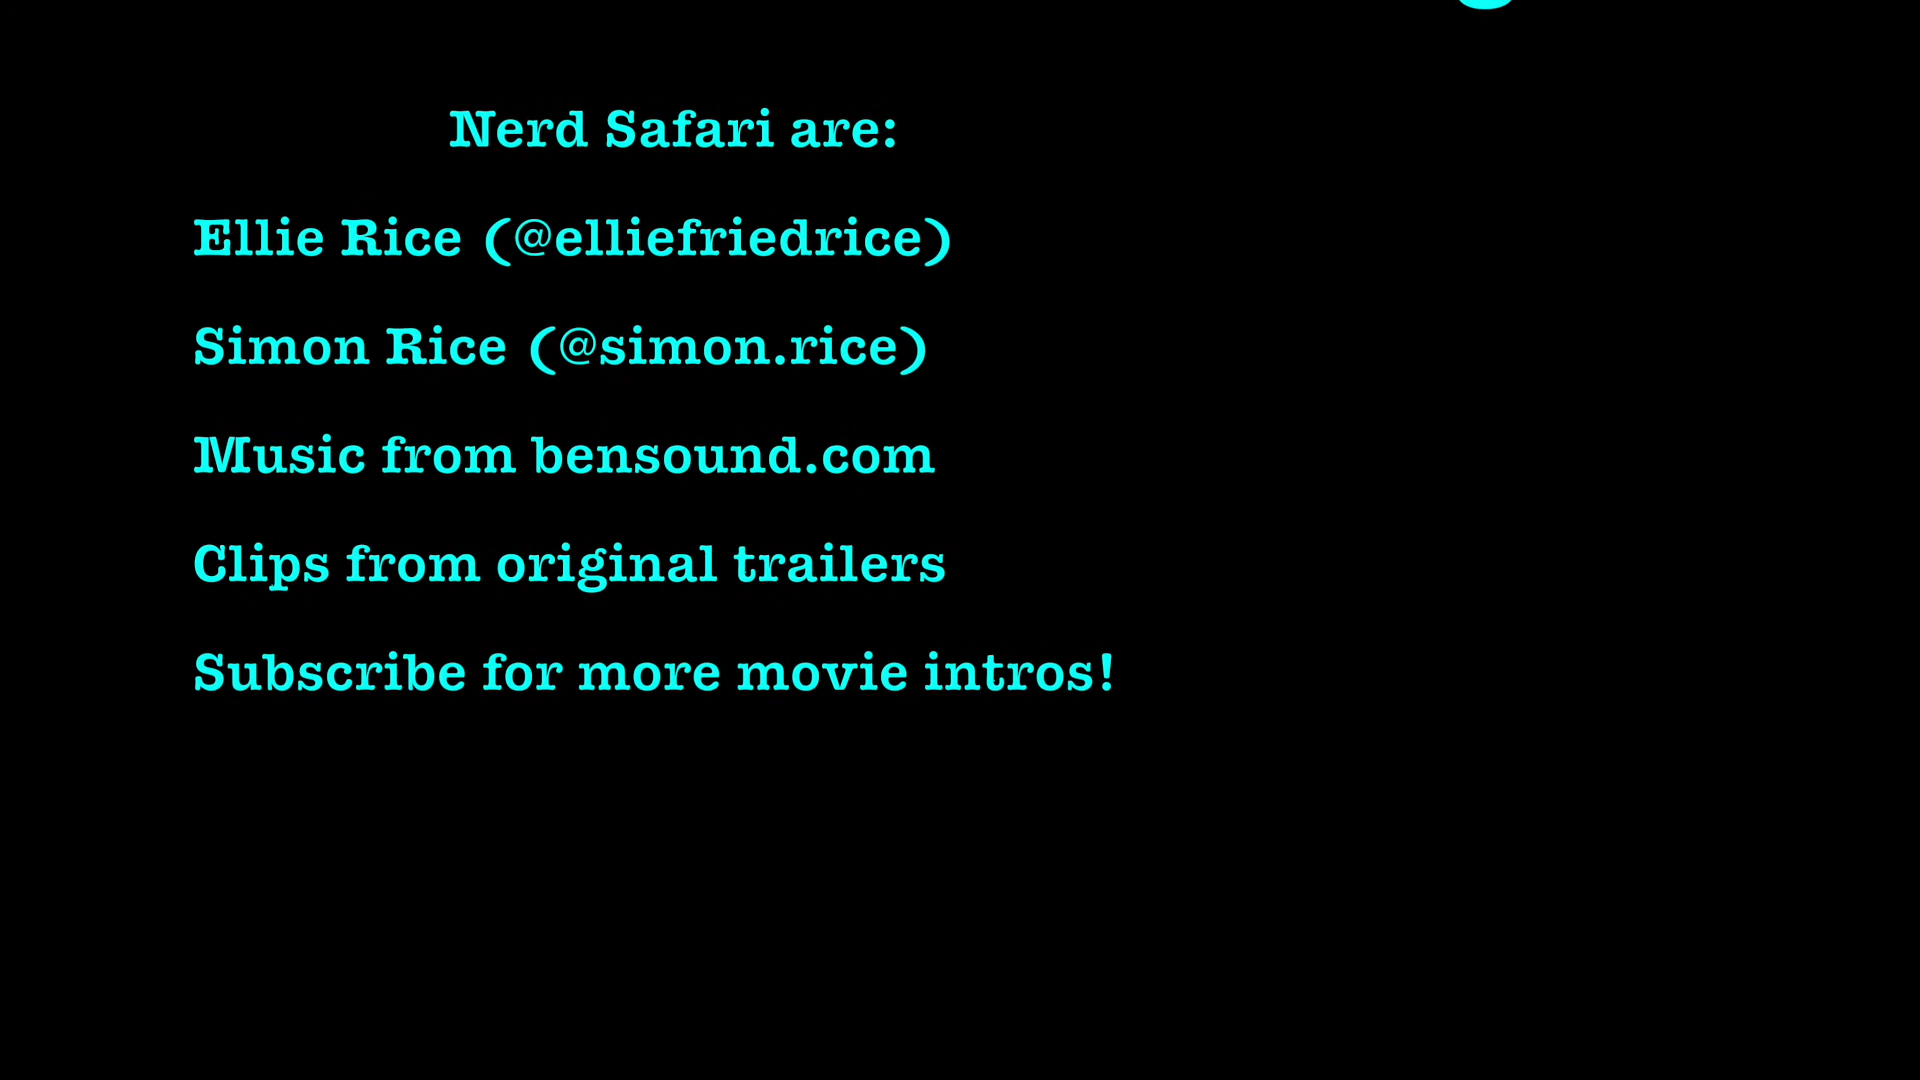 Nerd Safari are:
Ellie Rice (@elliefriedrice)
Simon Rice (@simon.rice)
Music from bensound.com
Clips from original trailers
Subscribe for more movie intros!